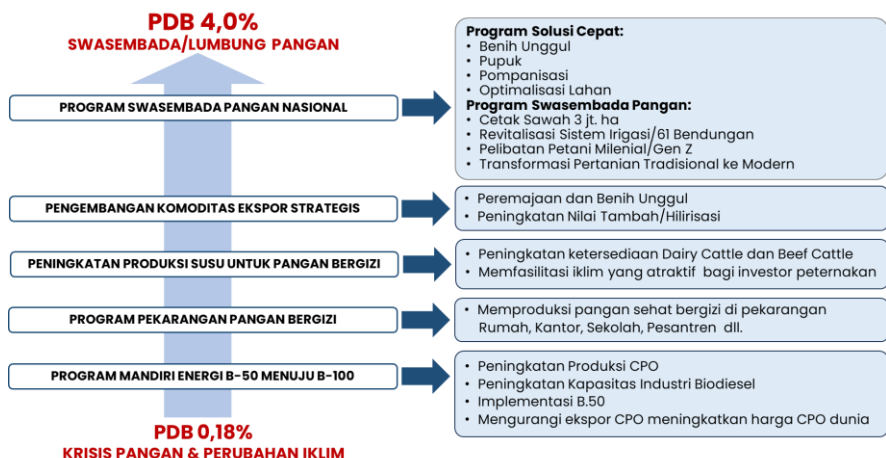 PDB 4,0%
SWASEMBADA/LUMBUNG PANGAN
PROGRAM SWASEMBADA PANGAN NASIONAL
Program Solusi Cepat:
• Benih Unggul
• Pupuk
• Pompanisasi
• Optimalisasi Lahan
Program Swasembada Pangan:
• Cetak Sawah 3 jt. ha
• Revitalisasi Sistem Irigasi/61 Bendungan
• Pelibatan Petani Milenial/Gen Z
• Transformasi Pertanian Tradisional ke Modern
PENGEMBANGAN KOMODITAS EKSPOR STRATEGIS
• Peremajaan dan Benih Unggul
• Peningkatan Nilai Tambah/Hilirisasi
PENINGKATAN PRODUKSI SUSU UNTUK PANGAN BERGIZI
• Peningkatan ketersediaan Dairy Cattle dan Beef Cattle
• Memfasilitasi iklim yang atraktif bagi investor peternakan
PROGRAM PEKARANGAN PANGAN BERGIZI
• Memproduksi pangan sehat bergizi di pekarangan
Rumah, Kantor, Sekolah, Pesantren dll.
PROGRAM MANDIRI ENERGI B-50 MENUJU B-100
• Peningkatan Produksi CPO
• Peningkatan Kapasitas Industri Biodiesel
• Implementasi B.50
• Mengurangi ekspor CPO meningkatkan harga CPO dunia
PDB 0,18%
KRISIS PANGAN & PERUBAHAN IKLIM